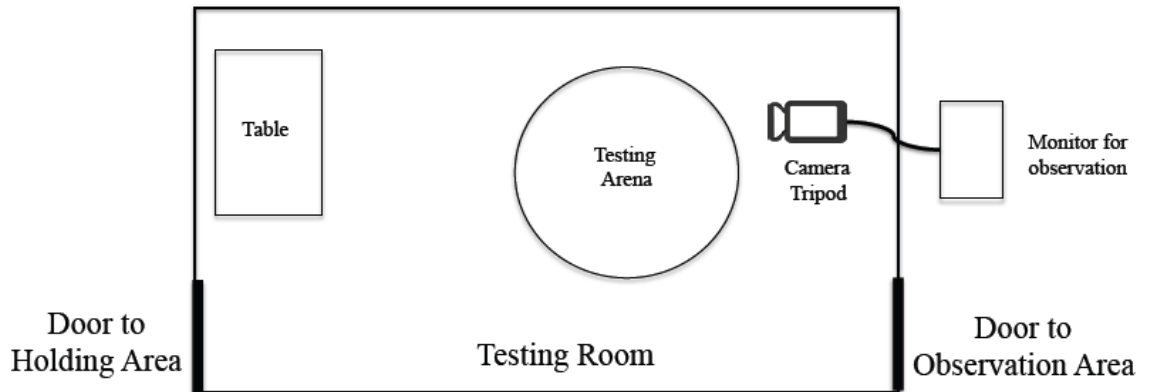 Table
Testing
Arena
Camera
Tripod
Monitor for
observation
Door to
Holding Area
Testing Room
Door to
Observation Area